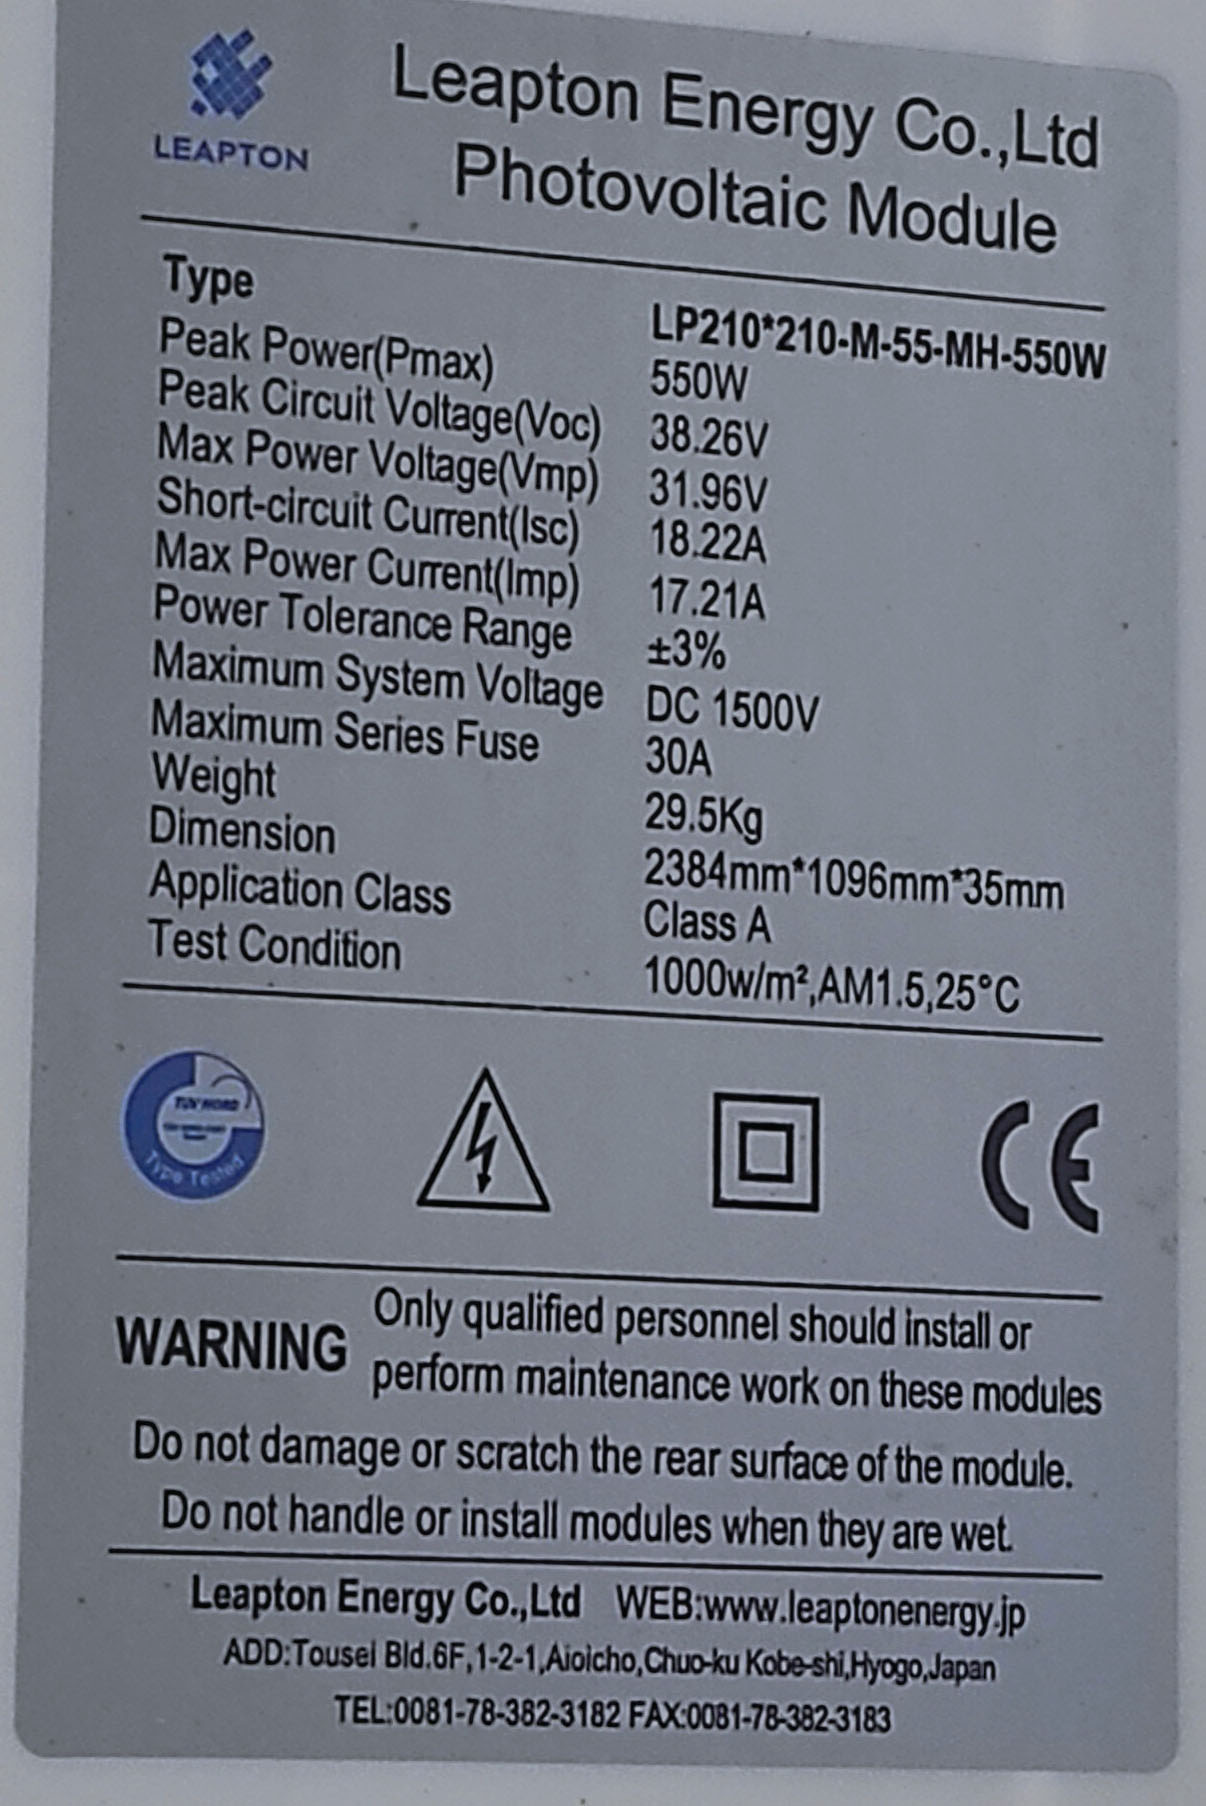 LEAPTON
Leapton Energy Co.,Ltd
Photovoltaic Module
Type LP210*210-M-55-MH-550W
Peak Power(Pmax) 550W
Peak Circuit Voltage(Voc) 38.26V
Max Power Voltage(Vmp) 31.96V
Short-circuit Current(Isc) 18.22A
Max Power Current(Imp) 17.21A
Power Tolerance Range ±3%
Maximum System Voltage DC 1500V
Maximum Series Fuse 30A
Weight 29.5Kg
Dimension 2384mm*1096mm*35mm
Application Class Class A
Test Condition 1000w/m²,AM1.5,25°C
TUV NORD
Type Tested
CE
WARNING Only qualified personnel should install or
perform maintenance work on these modules
Do not damage or scratch the rear surface of the module.
Do not handle or install modules when they are wet.
Leapton Energy Co.,Ltd WEB:www.leaptonenergy.jp
ADD:Tousei Bld.6F,1-2-1,Aioicho,Chuo-ku Kobe-shi,Hyogo,Japan
TEL:0081-78-382-3182 FAX:0081-78-382-3183